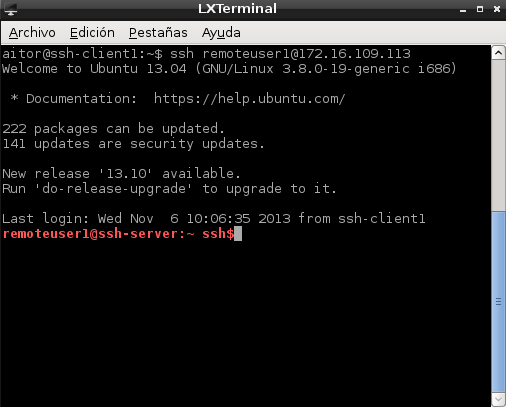 LXTerminal
Archivo Edición Pestañas Ayuda
aitor@ssh-client1:~$ ssh remoteuser1@172.16.109.113
Welcome to Ubuntu 13.04 (GNU/Linux 3.8.0-19-generic i686)
* Documentation:  https://help.ubuntu.com/
222 packages can be updated.
141 updates are security updates.
New release '13.10' available.
Run 'do-release-upgrade' to upgrade to it.
Last login: Wed Nov  6 10:06:35 2013 from ssh-client1
remoteuser1@ssh-server:~ ssh$